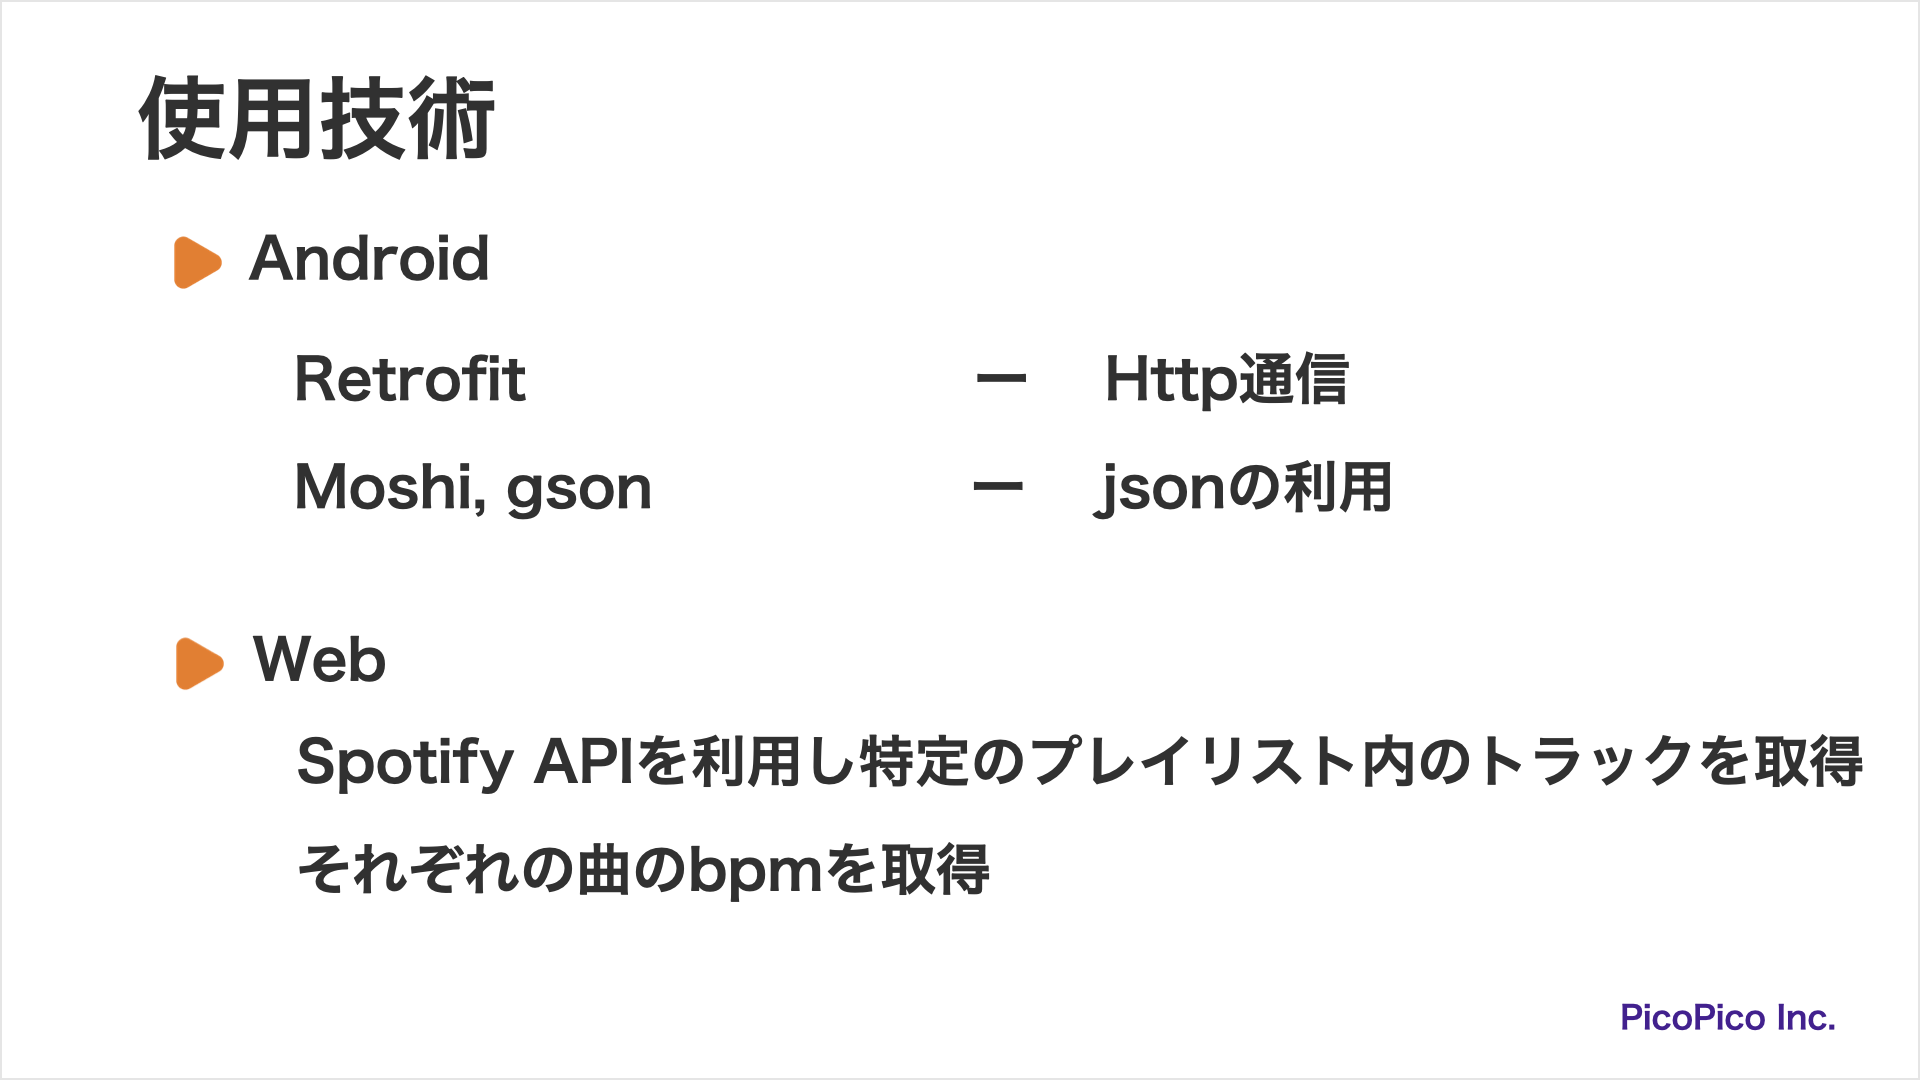 使用技術
Android
Retrofit ー Http通信
Moshi, gson ー jsonの利用
Web
Spotify APIを利用し特定のプレイリスト内のトラックを取得
それぞれの曲のbpmを取得
PicoPico Inc.